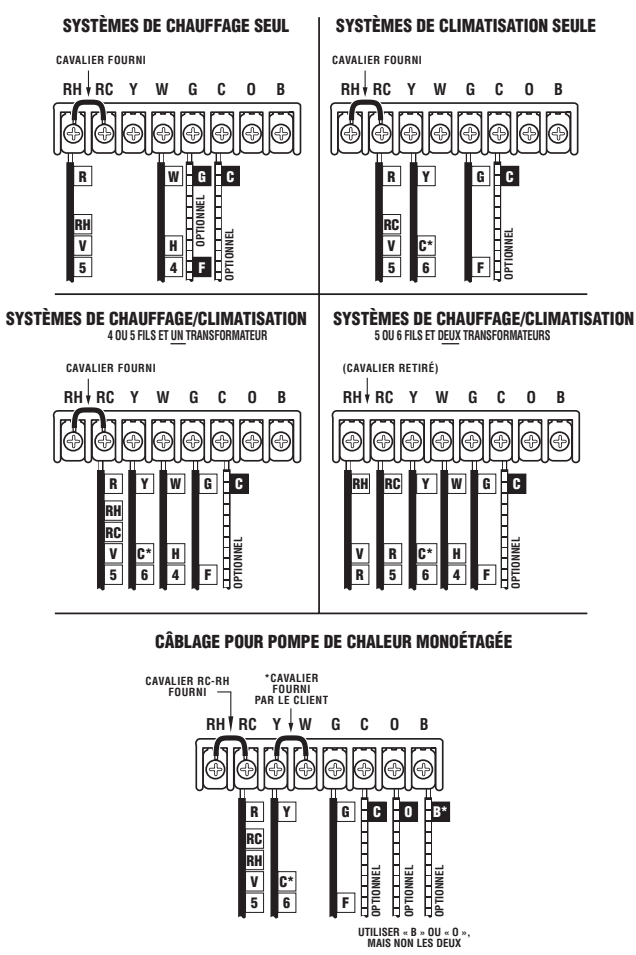 SYSTÈMES DE CHAUFFAGE SEUL
CAVALIER FOURNI
RH RC Y W G C O B
R W G C
RH
V H
5 4 F
OPTIONNEL
OPTIONNEL
SYSTÈMES DE CLIMATISATION SEULE
CAVALIER FOURNI
RH RC Y W G C O B
R Y G C
RC
V C*
5 6 F
OPTIONNEL
SYSTÈMES DE CHAUFFAGE/CLIMATISATION
4 OU 5 FILS ET UN TRANSFORMATEUR
CAVALIER FOURNI
RH RC Y W G C O B
R Y W G C
RH
RC
V C* H
5 6 4 F
OPTIONNEL
SYSTÈMES DE CHAUFFAGE/CLIMATISATION
5 OU 6 FILS ET DEUX TRANSFORMATEURS
(CAVALIER RETIRÉ)
RH RC Y W G C O B
RH RC Y W G C
V R C* H
R 5 6 4 F
OPTIONNEL
CÂBLAGE POUR POMPE DE CHALEUR MONOÉTAGÉE
CAVALIER RC-RH
FOURNI
*CAVALIER
FOURNI
PAR LE CLIENT
RH RC Y W G C O B
R Y G C O B*
RC
RH
V C*
5 6 F
OPTIONNEL
OPTIONNEL
OPTIONNEL
UTILISER « B » OU « O »,
MAIS NON LES DEUX